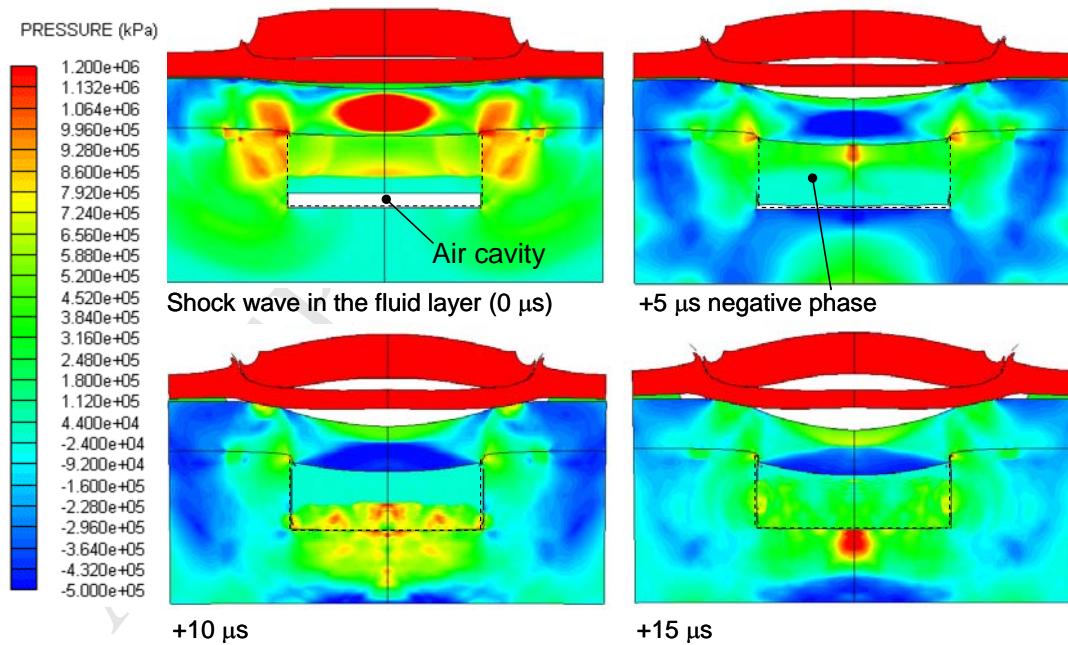 PRESSURE (kPa)
1.200e+06
1.132e+06
1.064e+06
9.960e+05
9.280e+05
8.600e+05
7.920e+05
7.240e+05
6.560e+05
5.880e+05
5.200e+05
4.520e+05
3.840e+05
3.160e+05
2.480e+05
1.800e+05
1.120e+05
4.400e+04
-2.400e+04
-9.200e+04
-1.600e+05
-2.280e+05
-2.960e+05
-3.640e+05
-4.320e+05
-5.000e+05
Air cavity
Shock wave in the fluid layer (0 μs)
+5 μs negative phase
+10 μs
+15 μs